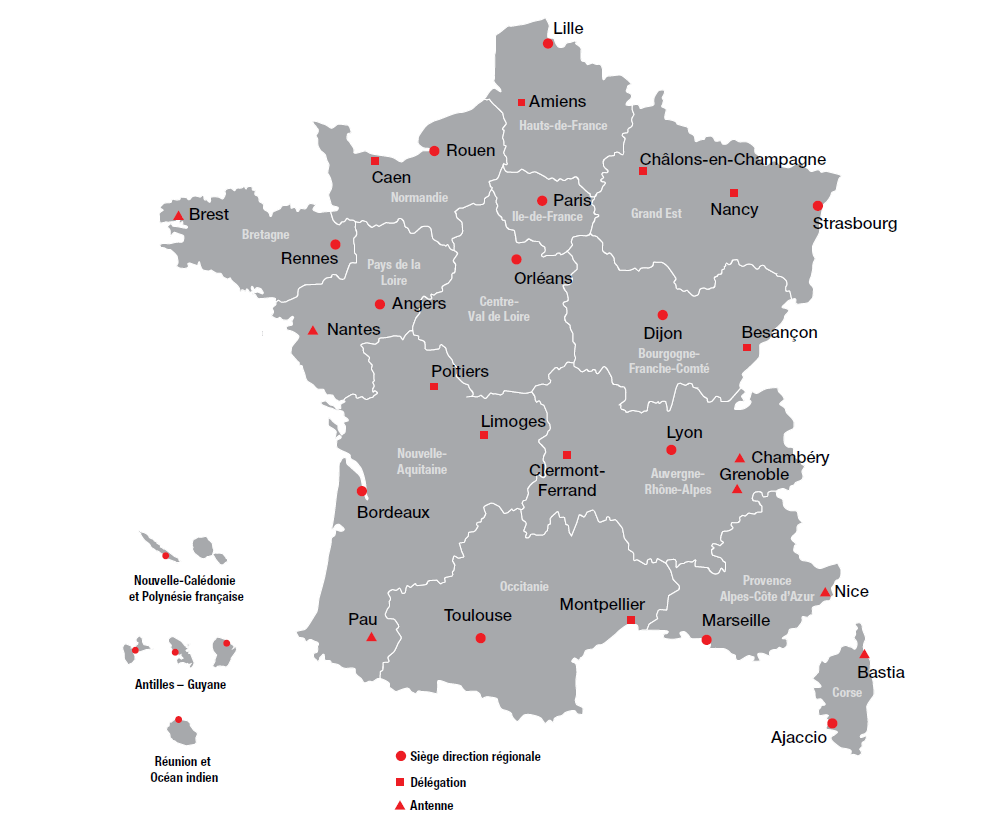 Lille
Amiens
Hauts-de-France
Rouen
Caen
Normandie
Châlons-en-Champagne
Nancy
Grand Est
Strasbourg
Paris
Ile-de-France
Brest
Bretagne
Rennes
Pays de la
Loire
Angers
Nantes
Orléans
Centre-
Val de Loire
Dijon
Besançon
Bourgogne-
Franche-Comté
Poitiers
Limoges
Nouvelle-
Aquitaine
Bordeaux
Clermont-
Ferrand
Lyon
Chambéry
Grenoble
Auvergne-
Rhône-Alpes
Nouvelle-Calédonie
et Polynésie française
Occitanie
Provence
Alpes-Côte d'Azur
Nice
Pau
Toulouse
Montpellier
Marseille
Antilles – Guyane
Bastia
Corse
Ajaccio
Réunion et
Océan indien
Siège direction régionale
Délégation
Antenne